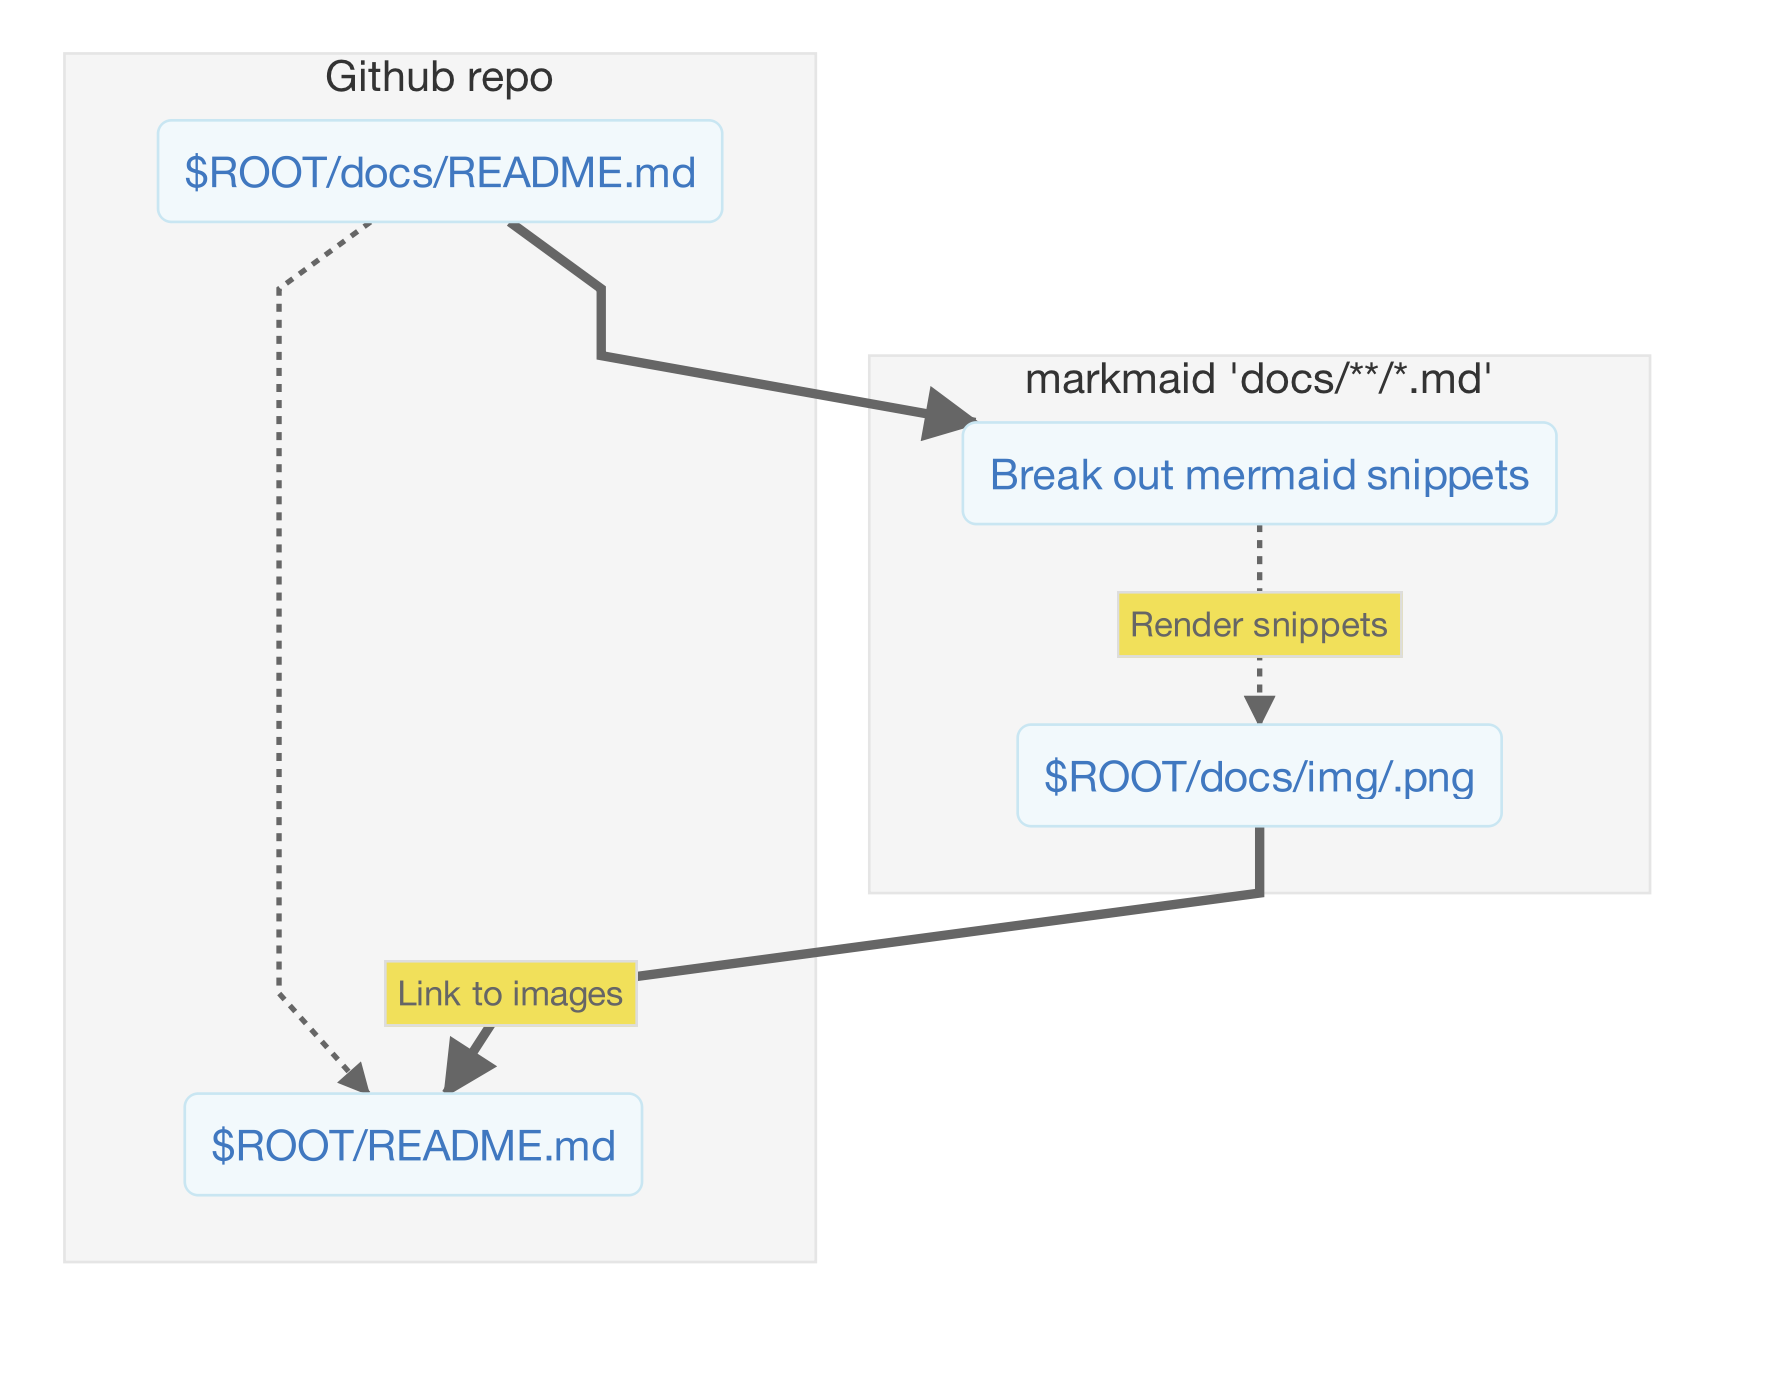 Github repo
$ROOT/docs/README.md
markmaid 'docs/**/*.md'
Break out mermaid snippets
Render snippets
$ROOT/docs/img/.png
Link to images
$ROOT/README.md